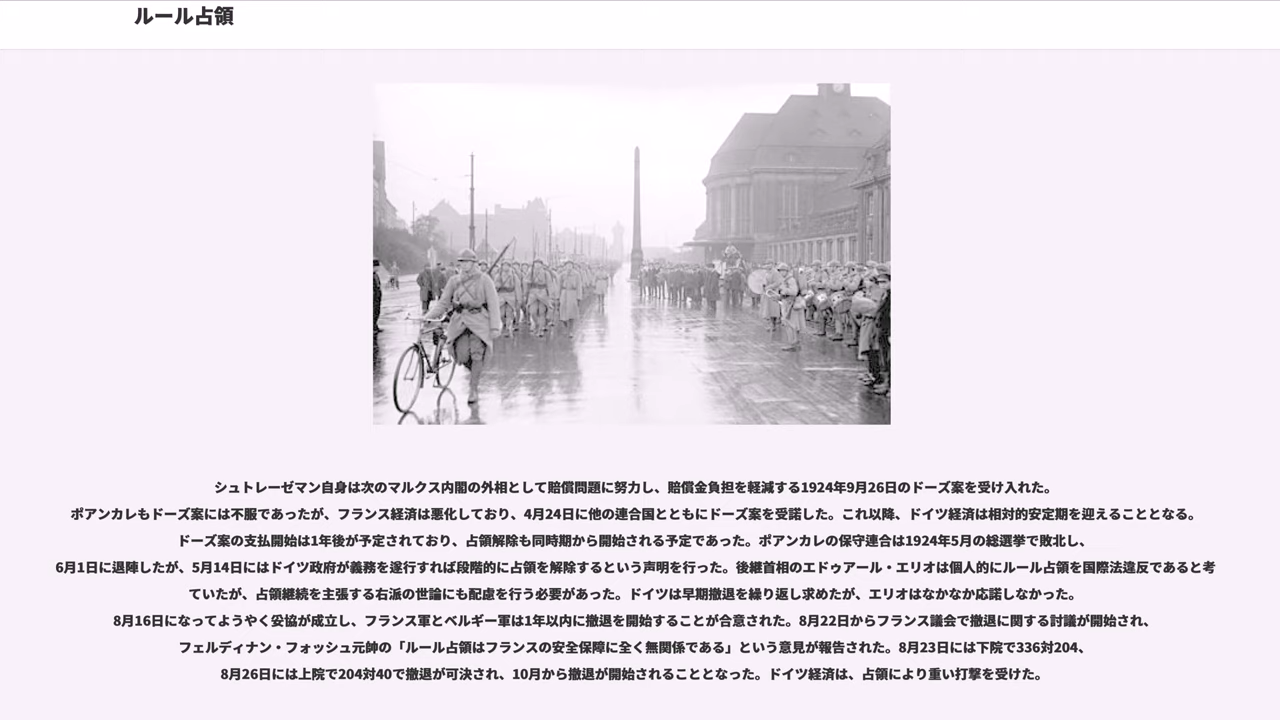 ルール占領
シュトレーゼマン自身は次のマルクス内閣の外相として賠償問題に努力し、賠償金負担を軽減する1924年9月26日のドーズ案を受け入れた。
ポアンカレもドーズ案には不服であったが、フランス経済は悪化しており、4月24日に他の連合国とともにドーズ案を受諾した。これ以降、ドイツ経済は相対的安定期を迎えることとなる。
ドーズ案の支払開始は1年後が予定されており、占領解除も同時期から開始される予定であった。ポアンカレの保守連合は1924年5月の総選挙で敗北し、
6月1日に退陣したが、5月14日にはドイツ政府が義務を遂行すれば段階的に占領を解除するという声明を行った。後継首相のエドゥアール・エリオは個人的にルール占領を国際法違反であると考
ていたが、占領継続を主張する右派の世論にも配慮を行う必要があった。ドイツは早期撤退を繰り返し求めたが、エリオはなかなか応諾しなかった。
8月16日になってようやく妥協が成立し、フランス軍とベルギー軍は1年以内に撤退を開始することが合意された。8月22日からフランス議会で撤退に関する討議が開始され、
フェルディナン・フォッシュ元帥の「ルール占領はフランスの安全保障に全く無関係である」という意見が報告された。8月23日には下院で336対204、
8月26日には上院で204対40で撤退が可決され、10月から撤退が開始されることとなった。ドイツ経済は、占領により重い打撃を受けた。